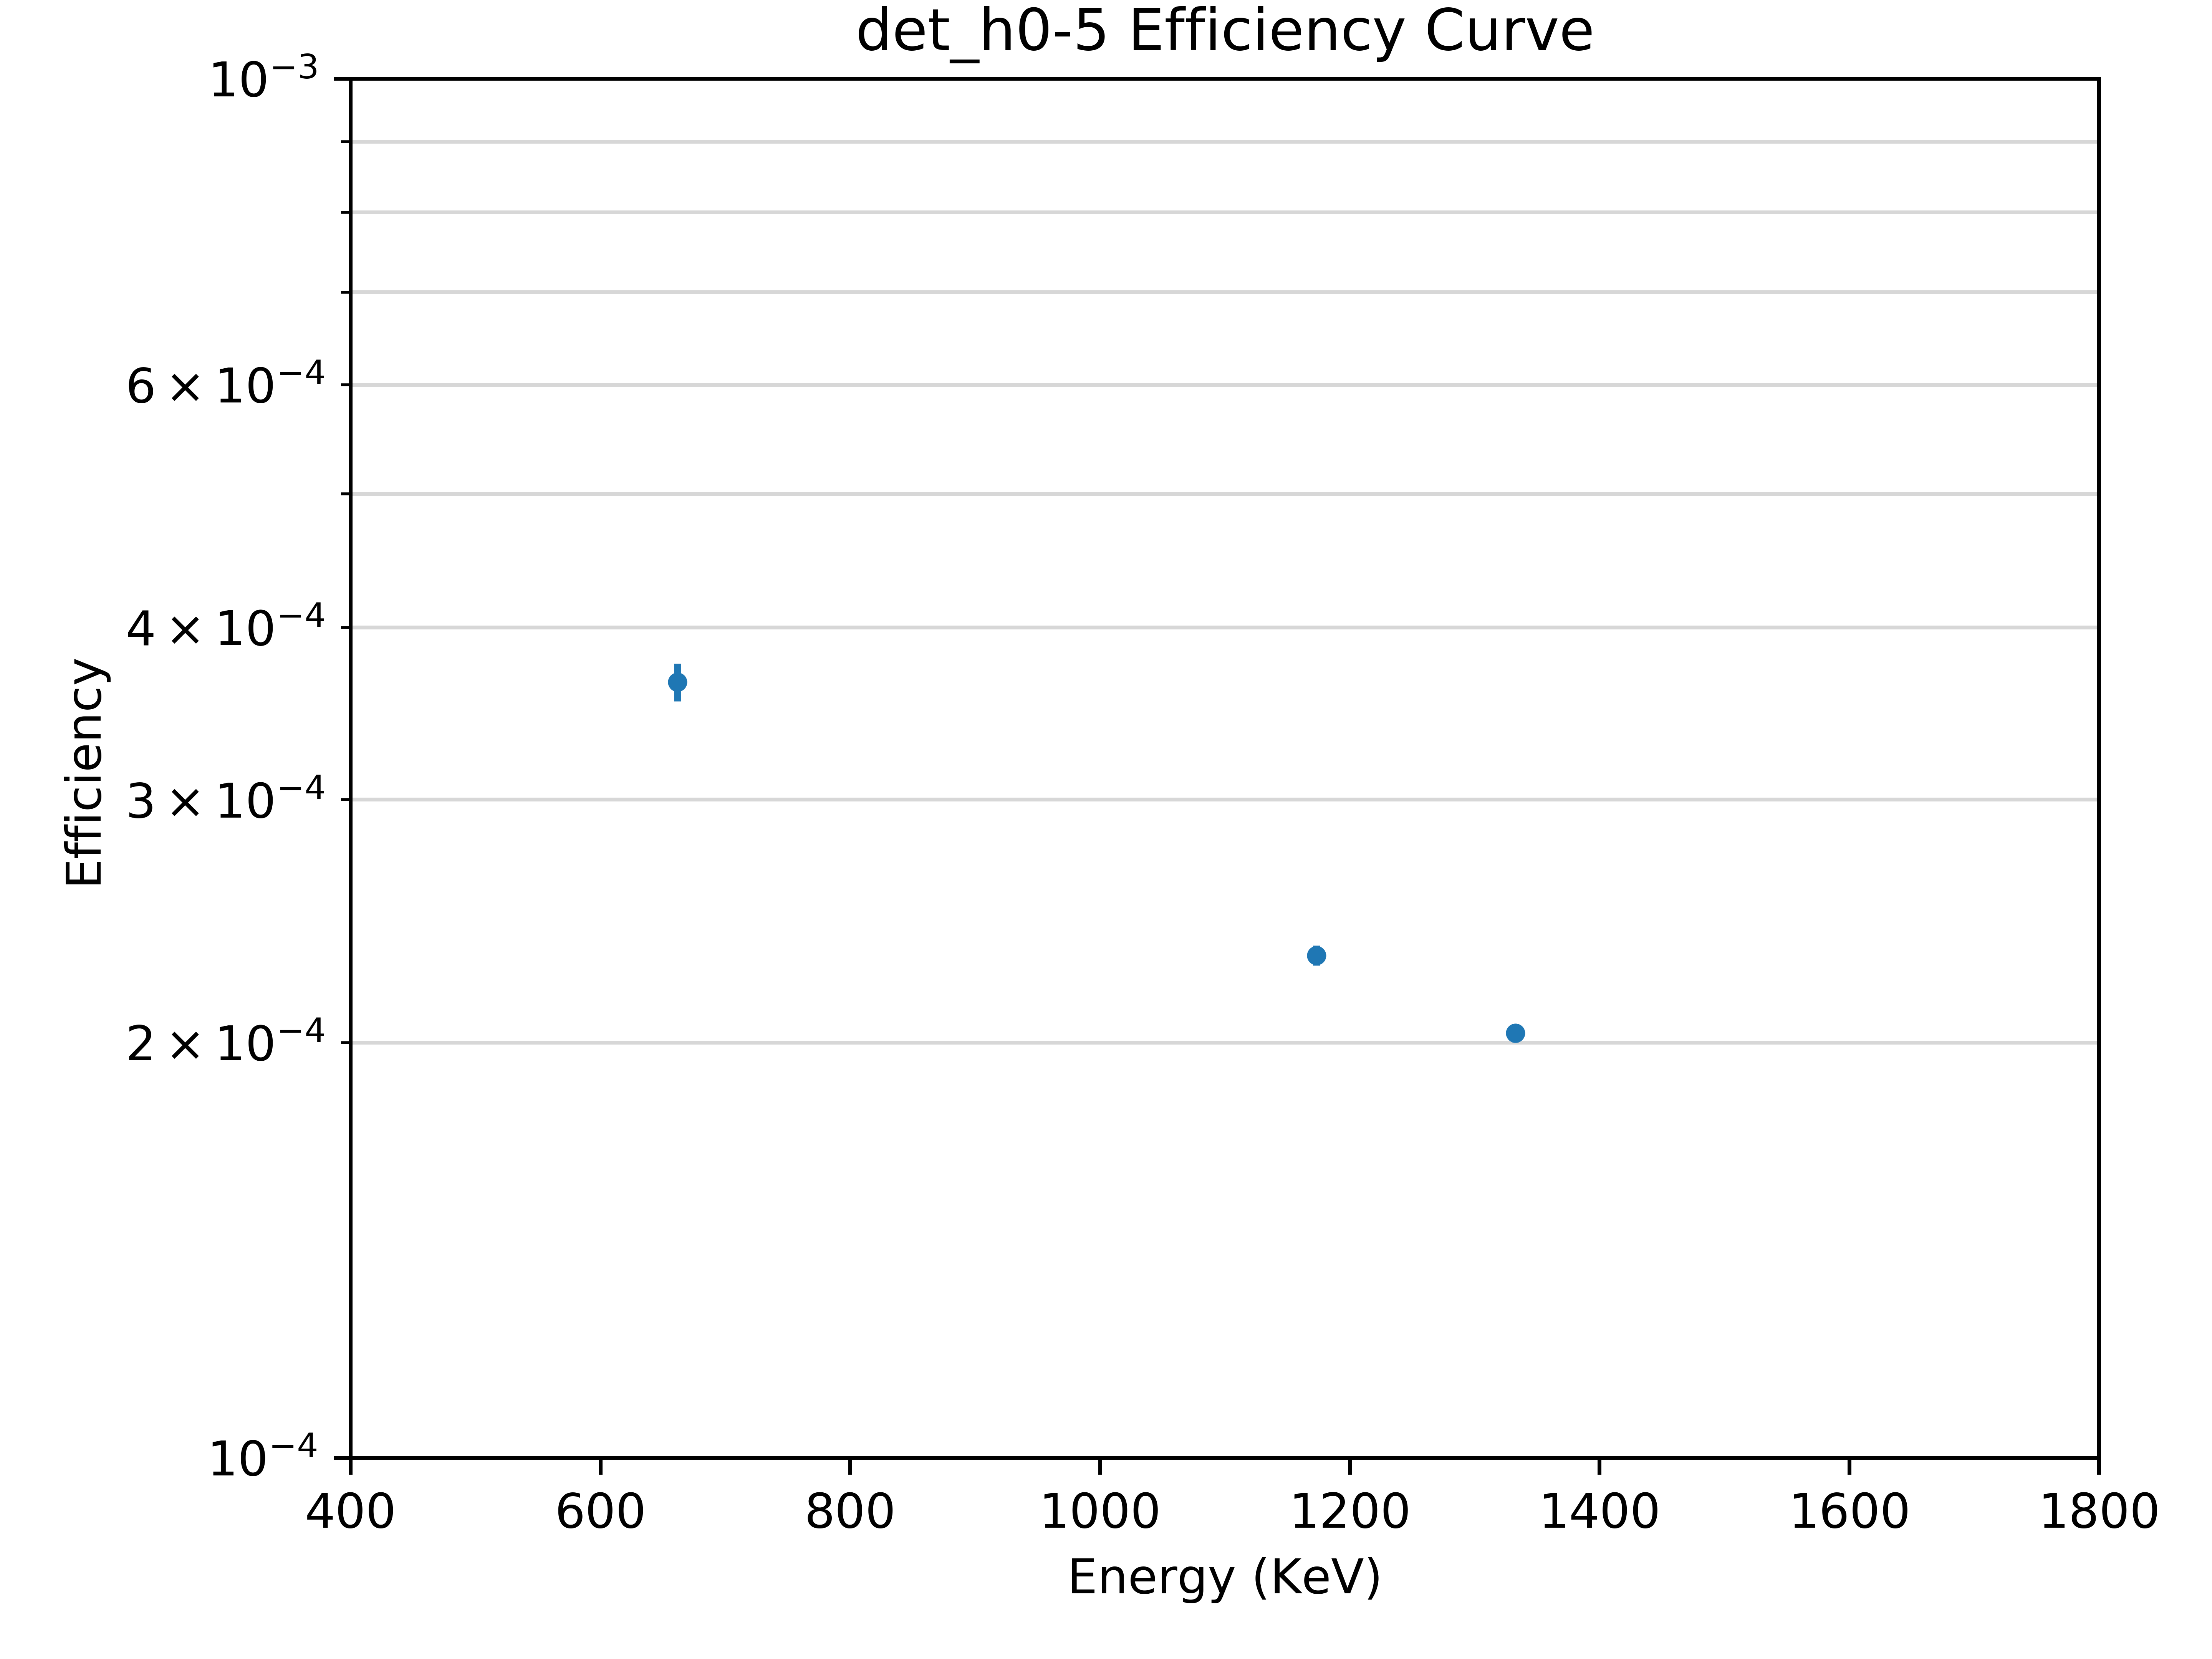 det_h0-5 Efficiency Curve
10⁻³
6 × 10⁻⁴
4 × 10⁻⁴
3 × 10⁻⁴
2 × 10⁻⁴
10⁻⁴
Efficiency
400 600 800 1000 1200 1400 1600 1800
Energy (KeV)